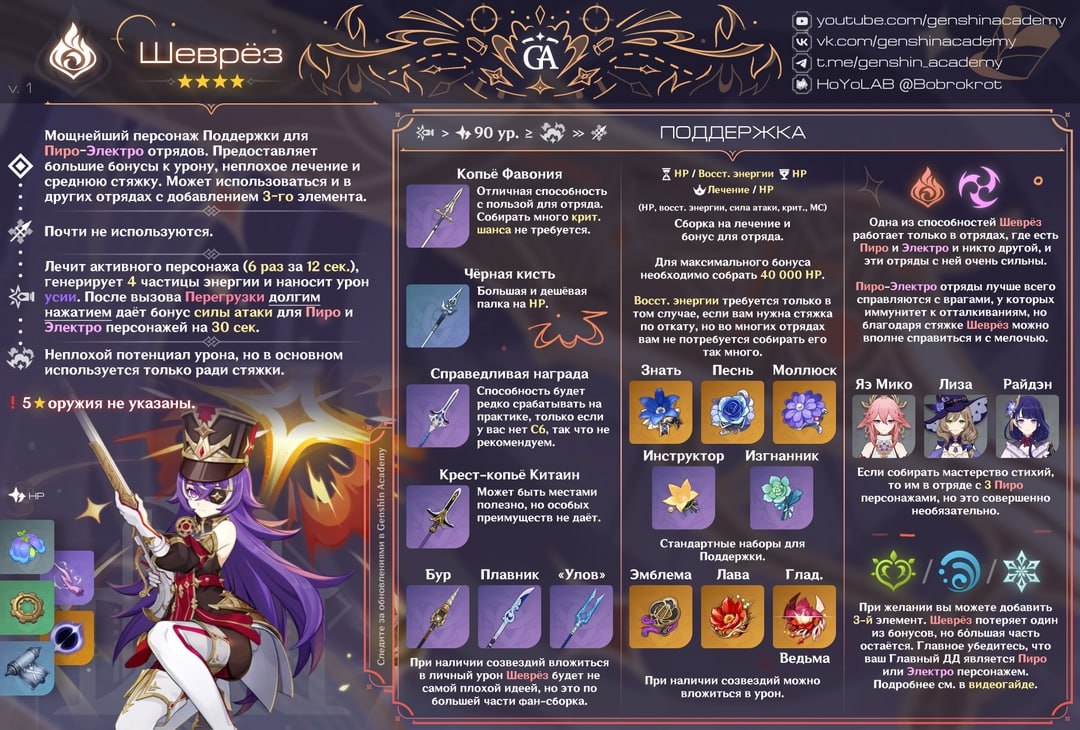 Шеврёз
v. 1
GA
youtube.com/genshinacademy
vk.com/genshinacademy
t.me/genshin_academy
HoYoLAB @Bobrokrot
Мощнейший персонаж Поддержки для
Пиро-Электро отрядов. Предоставляет
большие бонусы к урону, неплохое лечение и
среднюю стяжку. Может использоваться и в
других отрядах с добавлением 3-го элемента.
Почти не используются.
Лечит активного персонажа (6 раз за 12 сек.),
генерирует 4 частицы энергии и наносит урон
усии. После вызова Перегрузки долгим
нажатием даёт бонус силы атаки для Пиро и
Электро персонажей на 30 сек.
Неплохой потенциал урона, но в основном
используется только ради стяжки.
! 5★оружия не указаны.
HP
Следите за обновлениями в Genshin Academy
> 90 ур. ≥ >>
ПОДДЕРЖКА
Копьё Фавония
Отличная способность
с пользой для отряда.
Собирать много крит.
шанса не требуется.
Чёрная кисть
Большая и дешёвая
палка на HP.
Справедливая награда
Способность будет
редко срабатывать на
практике, только если
у вас нет С6, так что не
рекомендуем.
Крест-копьё Китаин
Может быть местами
полезно, но особых
преимуществ не даёт.
Бур Плавник «Улов»
При наличии созвездий вложиться
в личный урон Шеврёз будет не
самой плохой идеей, но это по
большей части фан-сборка.
HP / Восст. энергии HP
Лечение / HP
(HP, восст. энергии, сила атаки, крит., МС)
Сборка на лечение и
бонус для отряда.
Для максимального бонуса
необходимо собрать 40 000 HP.
Восст. энергии требуется только в
том случае, если вам нужна стяжка
по откату, но во многих отрядах
вам не потребуется собирать его
так много.
Знать Песнь Моллюск
Инструктор Изгнанник
Стандартные наборы для
Поддержки.
Эмблема Лава Глад.
Ведьма
При наличии созвездий можно
вложиться в урон.
Одна из способностей Шеврёз
работает только в отрядах, где есть
Пиро и Электро и никто другой, и
эти отряды с ней очень сильны.
Пиро-Электро отряды лучше всего
справляются с врагами, у которых
иммунитет к отталкиваниям, но
благодаря стяжке Шеврёз можно
вполне справиться и с мелочью.
Яэ Мико Лиза Райдэн
Если собирать мастерство стихий,
то им в отряде с 3 Пиро
персонажами, но это совершенно
необязательно.
/ /
При желании вы можете добавить
3-й элемент. Шеврёз потеряет один
из бонусов, но бóльшая часть
остаётся. Главное убедитесь, что
ваш Главный ДД является Пиро
или Электро персонажем.
Подробнее см. в видеогайде.